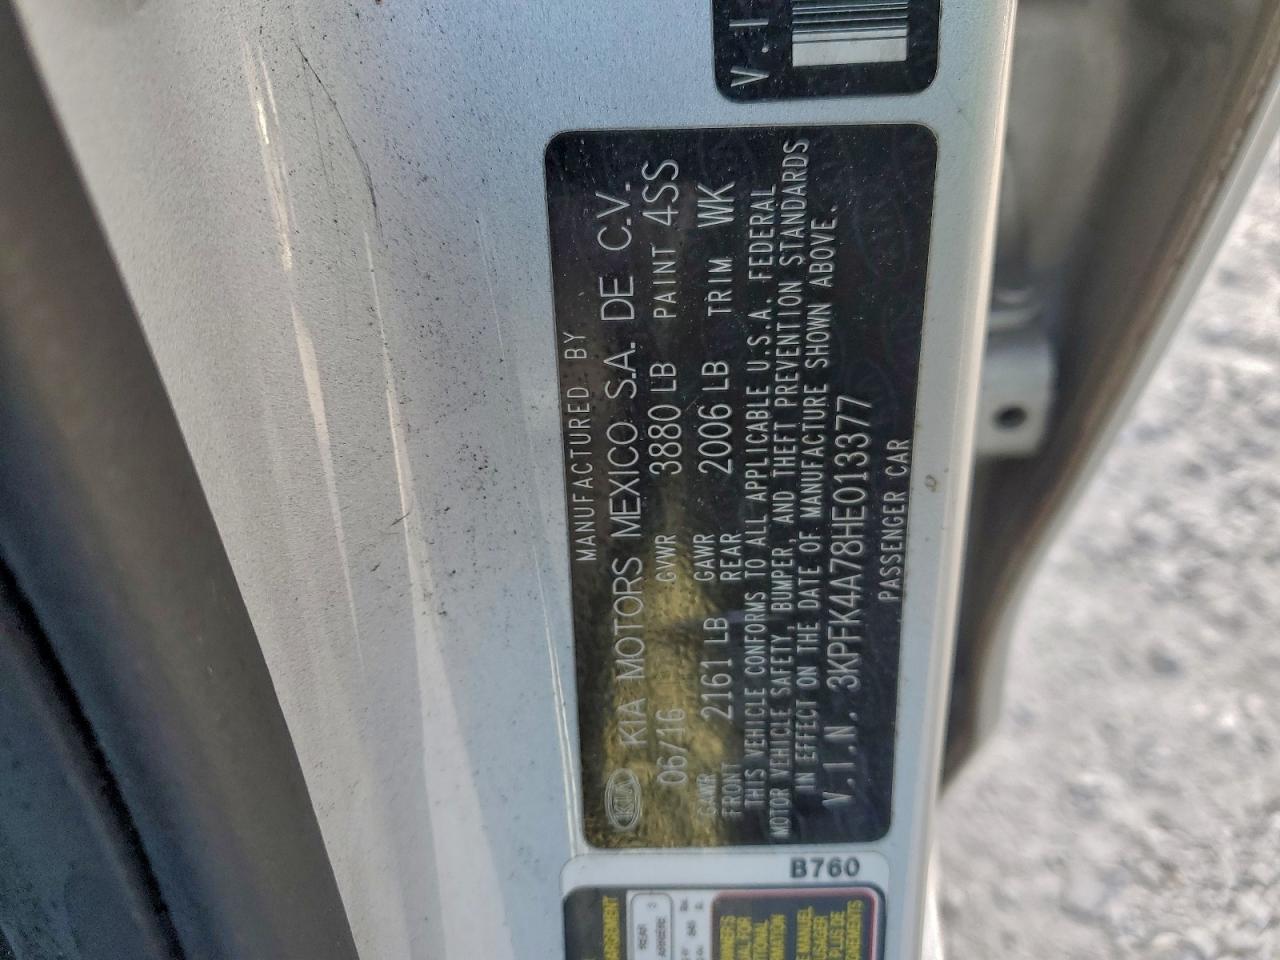 V.I
MANUFACTURED BY
KIA KIA MOTORS MEXICO S.A. DE C.V.
06/16 GVWR 3880 LB PAINT 4SS
GAWR FRONT 2161 LB GAWR REAR 2006 LB TRIM WK
THIS VEHICLE CONFORMS TO ALL APPLICABLE U.S.A. FEDERAL
MOTOR VEHICLE SAFETY, BUMPER, AND THEFT PREVENTION STANDARDS
IN EFFECT ON THE DATE OF MANUFACTURE SHOWN ABOVE.
V.I.N. 3KPFK4A78HE013377
PASSENGER CAR
B760